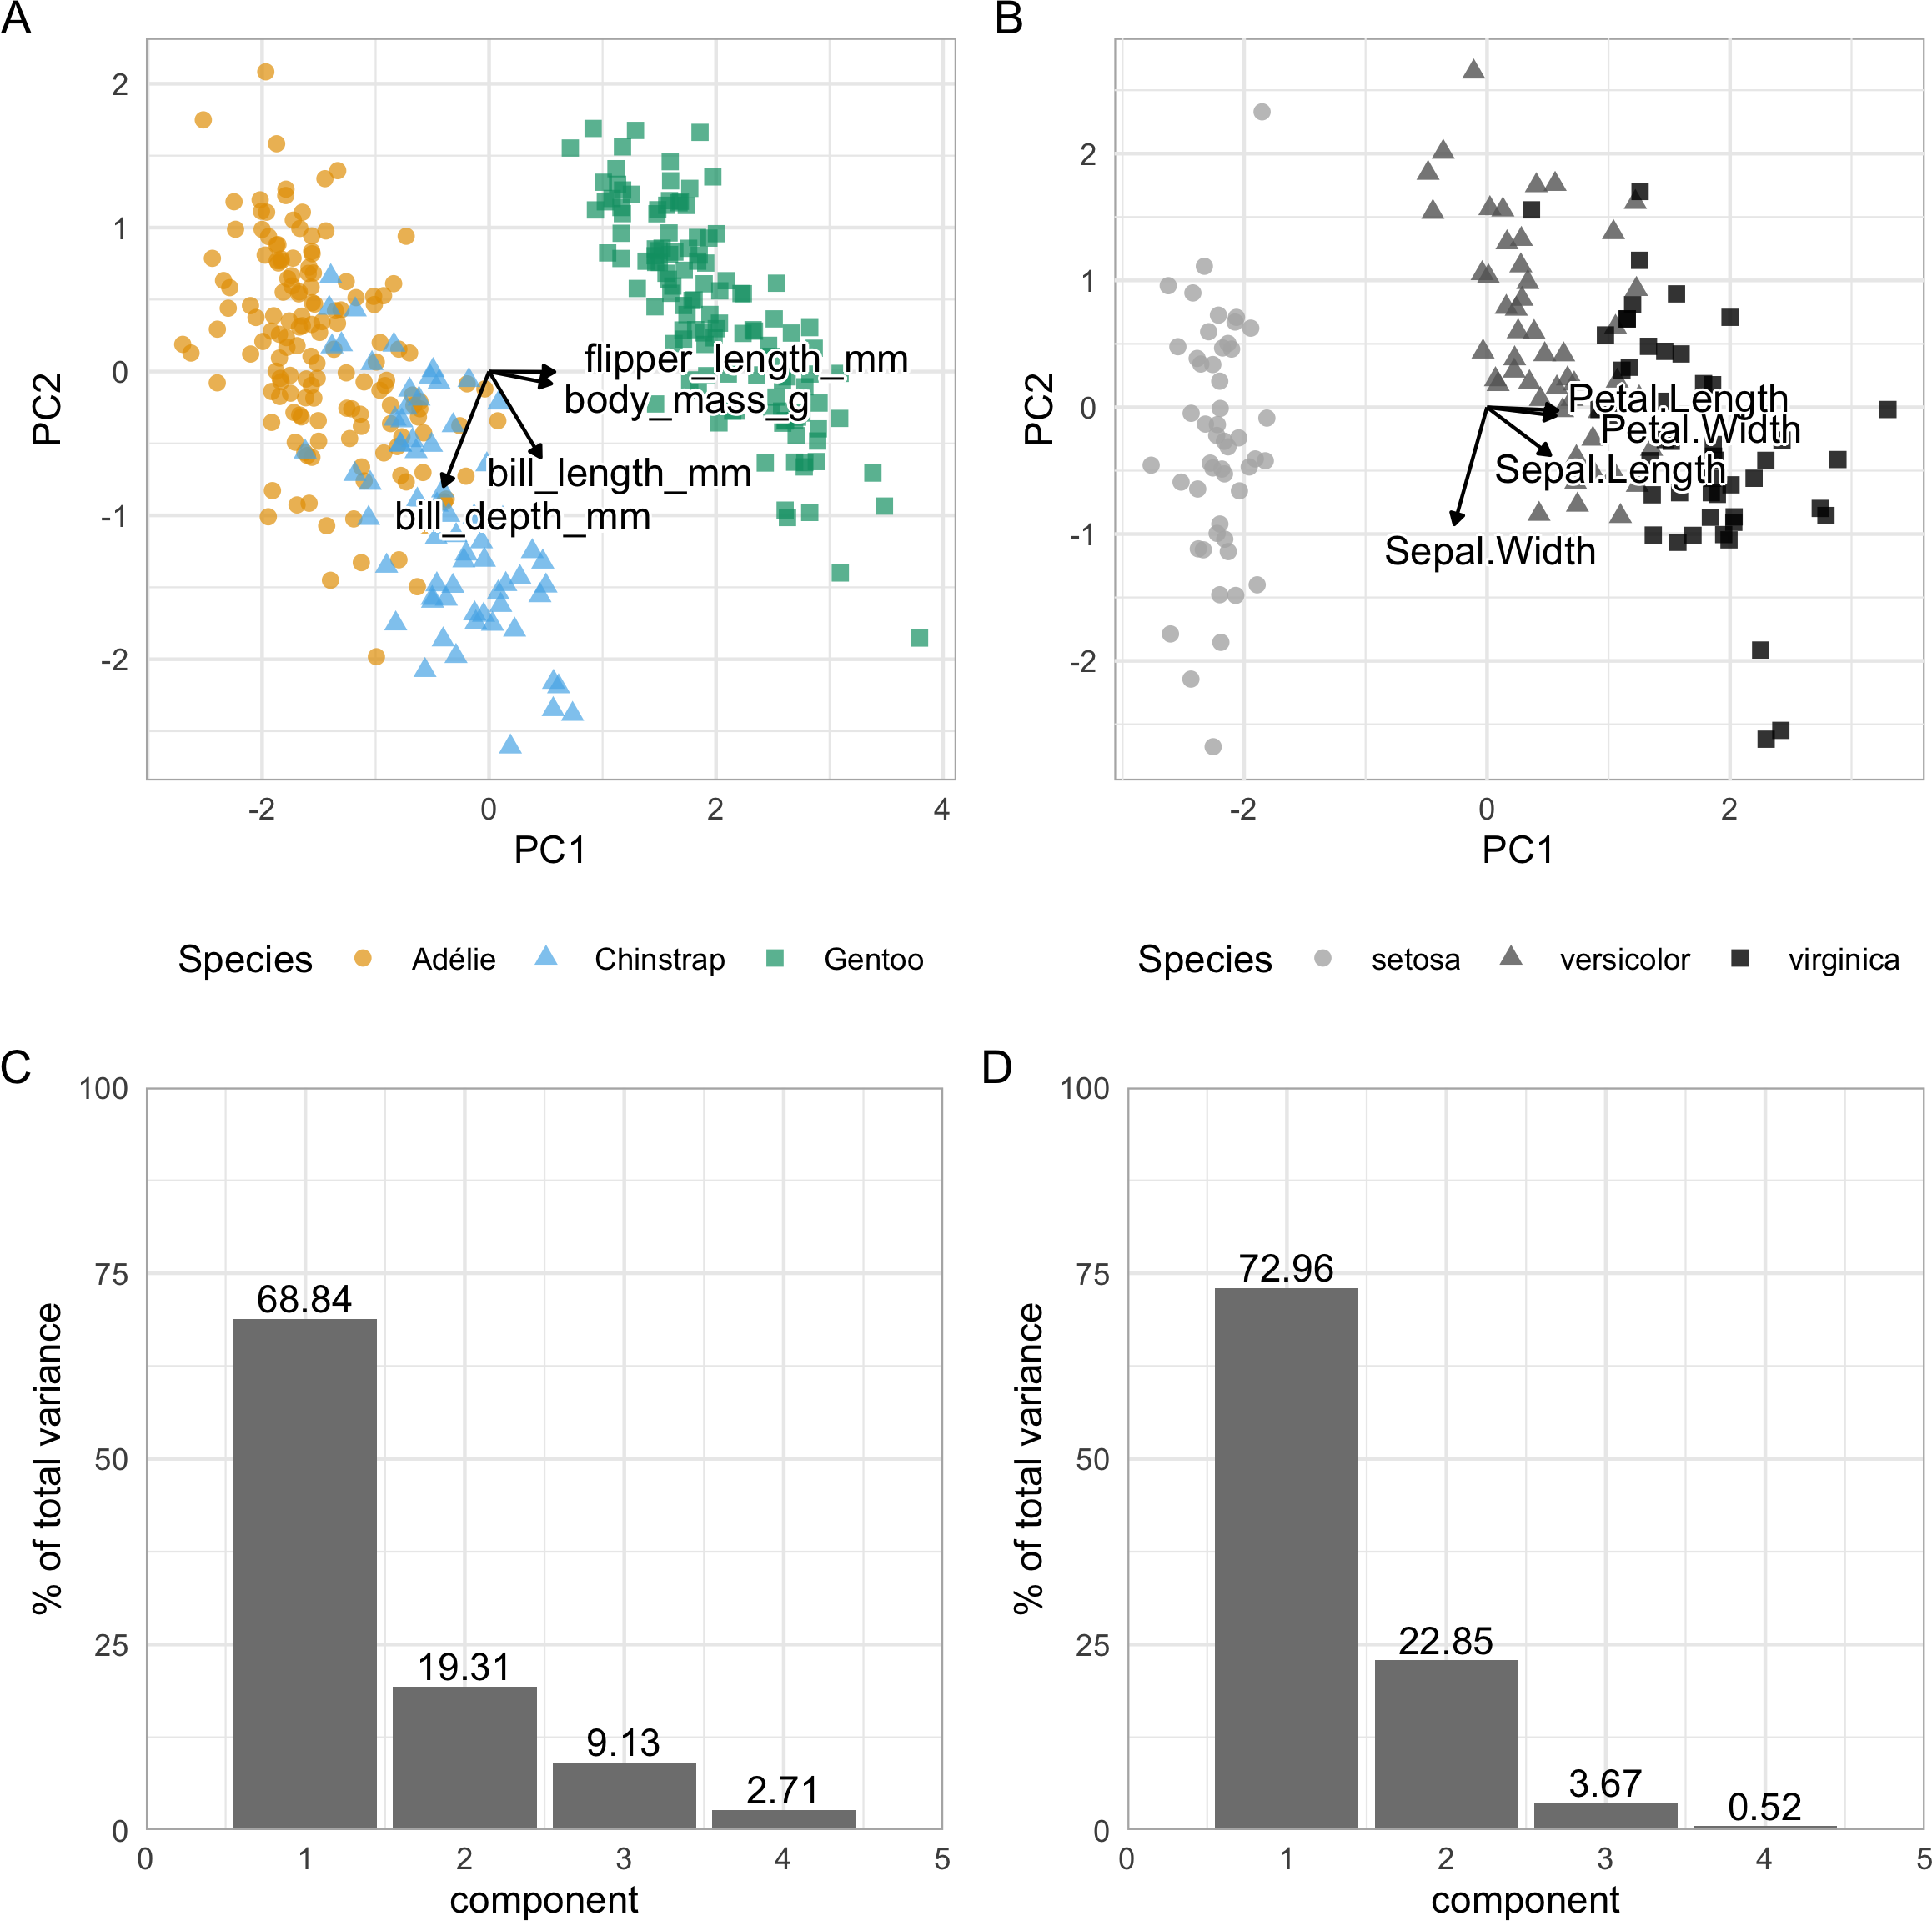 A
B
2
1
0
-1
-2
PC2
flipper_length_mm
body_mass_g
bill_length_mm
bill_depth_mm
-2
0
2
4
PC1
2
1
0
-1
-2
PC2
Petal.Length
Petal.Width
Sepal.Length
Sepal.Width
-2
0
2
PC1
Species Adélie Chinstrap Gentoo
Species setosa versicolor virginica
C
100
75
50
25
0
% of total variance
68.84
19.31
9.13
2.71
0
1
2
3
4
5
component
D
100
75
50
25
0
% of total variance
72.96
22.85
3.67
0.52
0
1
2
3
4
5
component